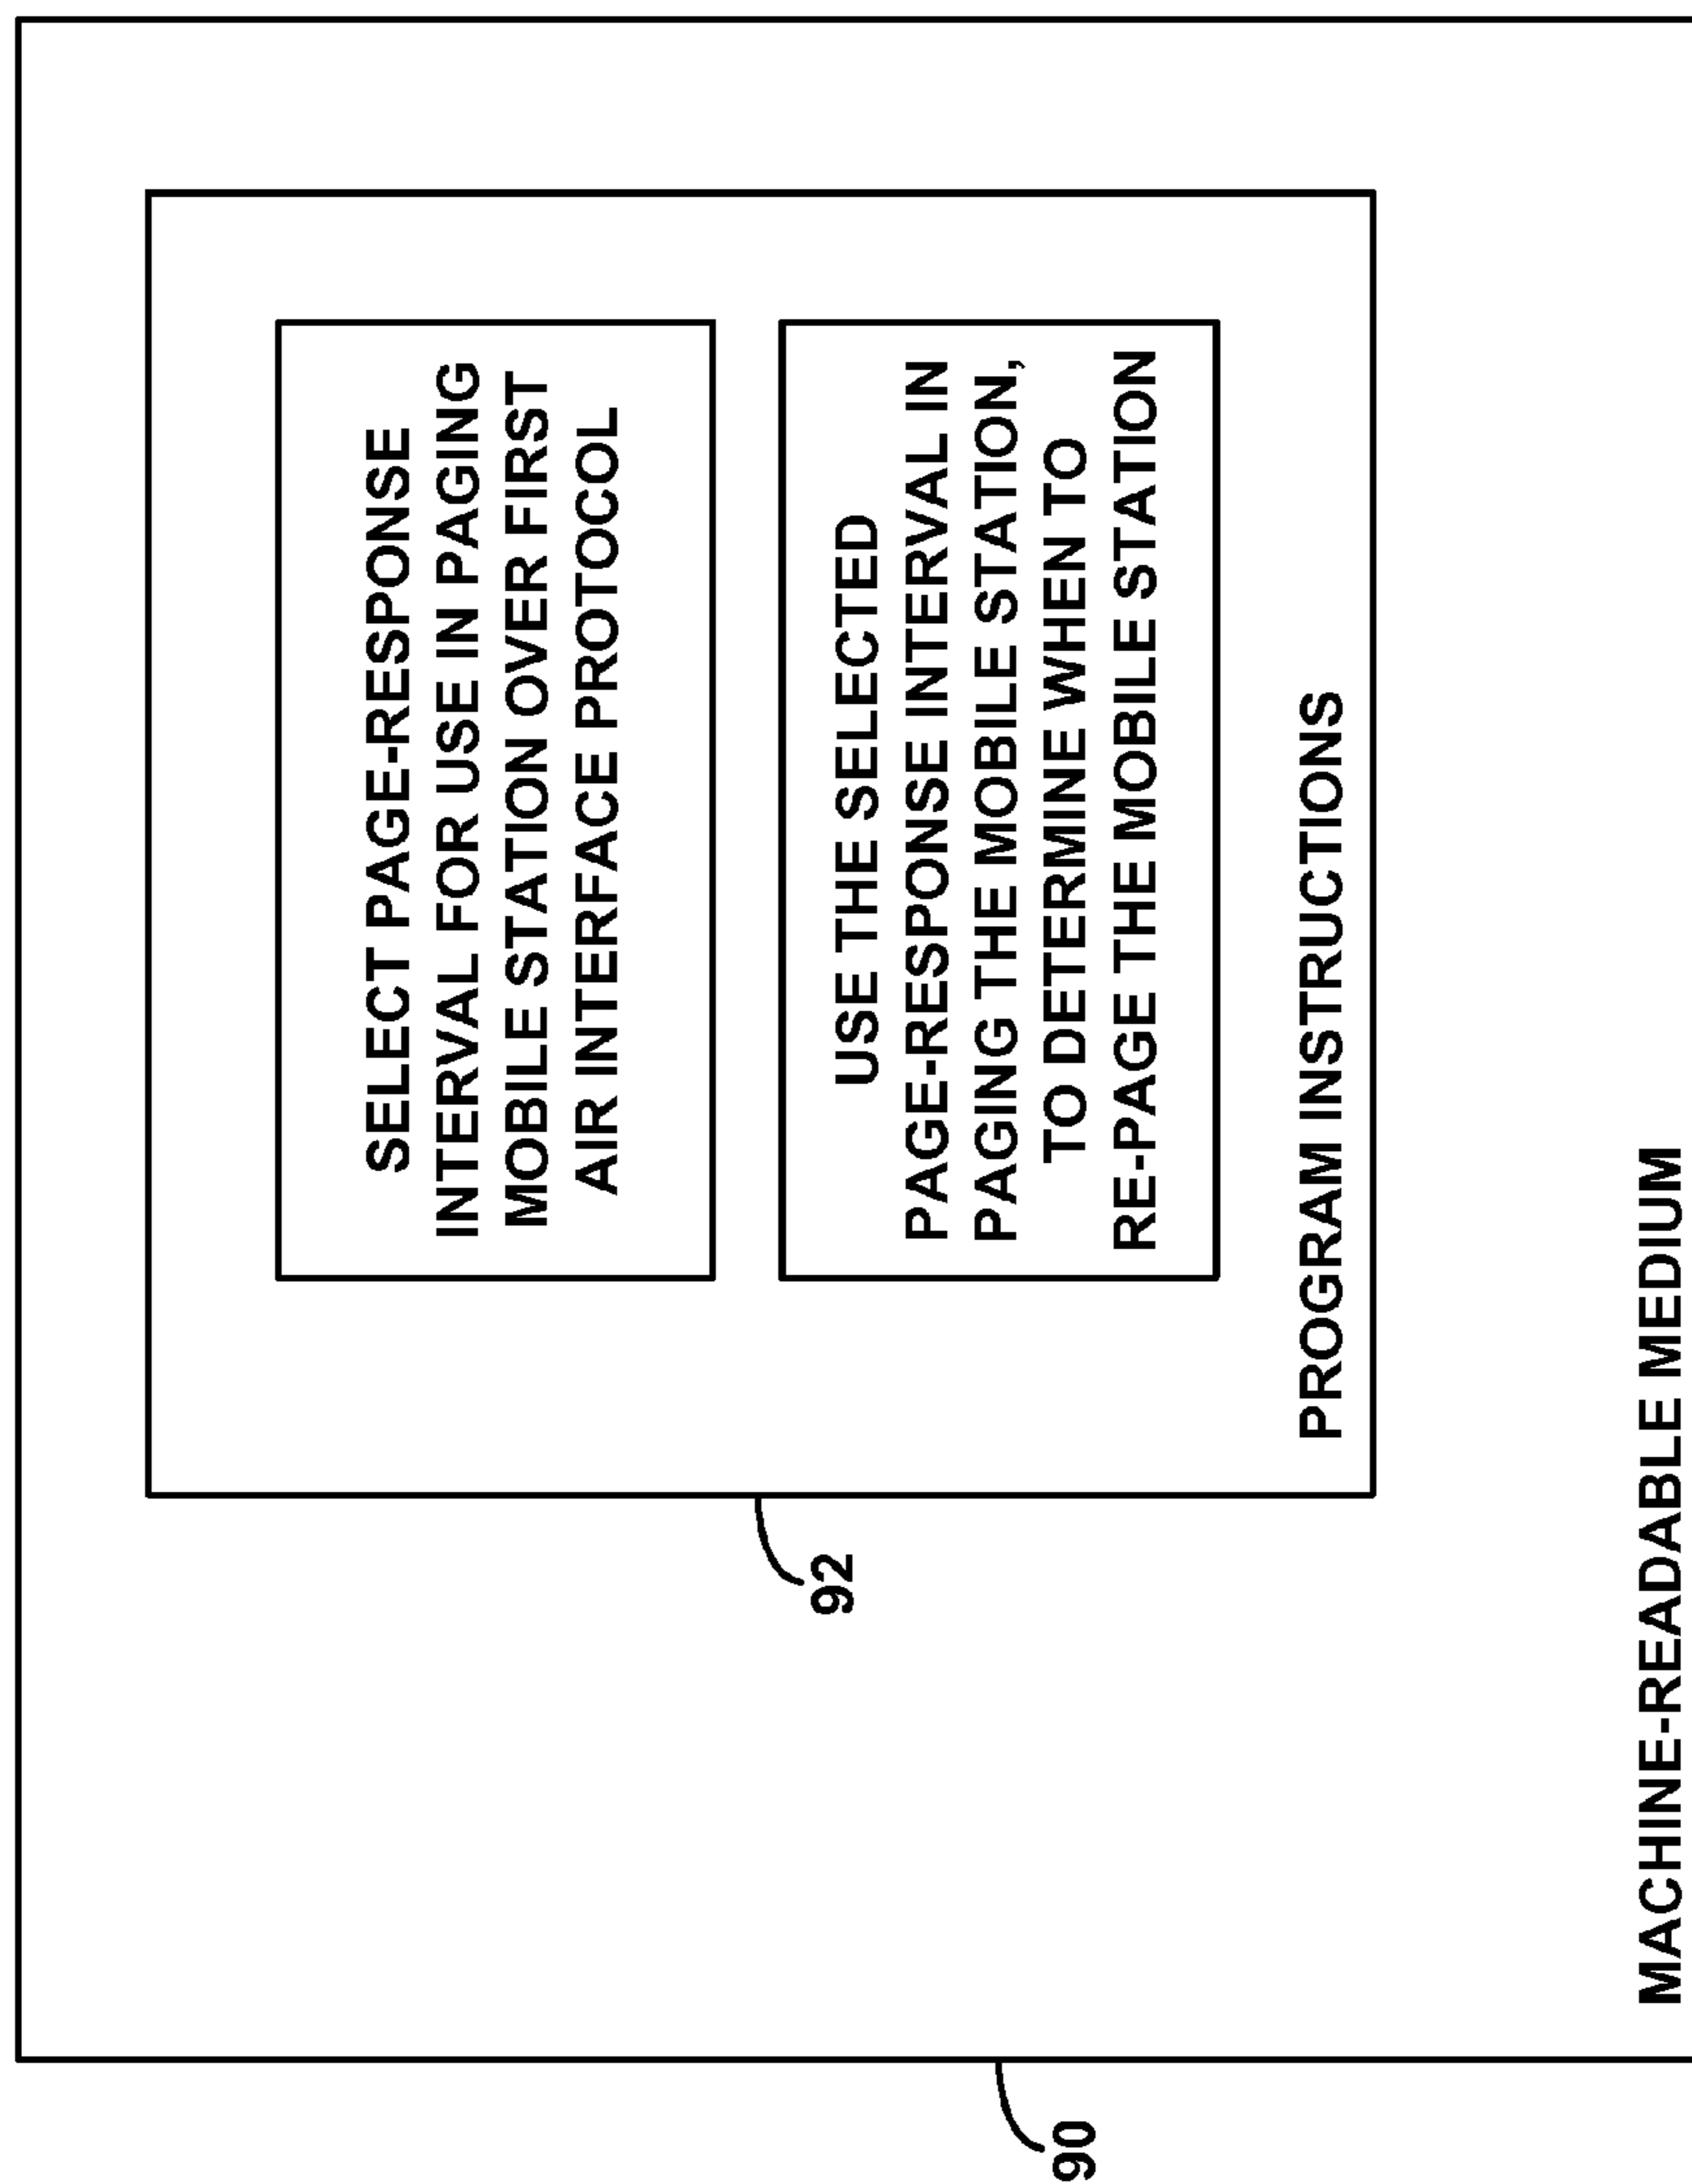 SELECT PAGE-RESPONSE
INTERVAL FOR USE IN PAGING
MOBILE STATION OVER FIRST
AIR INTERFACE PROTOCOL
USE THE SELECTED
PAGE-RESPONSE INTERVAL IN
PAGING THE MOBILE STATION,
TO DETERMINE WHEN TO
RE-PAGE THE MOBILE STATION
PROGRAM INSTRUCTIONS
92
MACHINE-READABLE MEDIUM
90